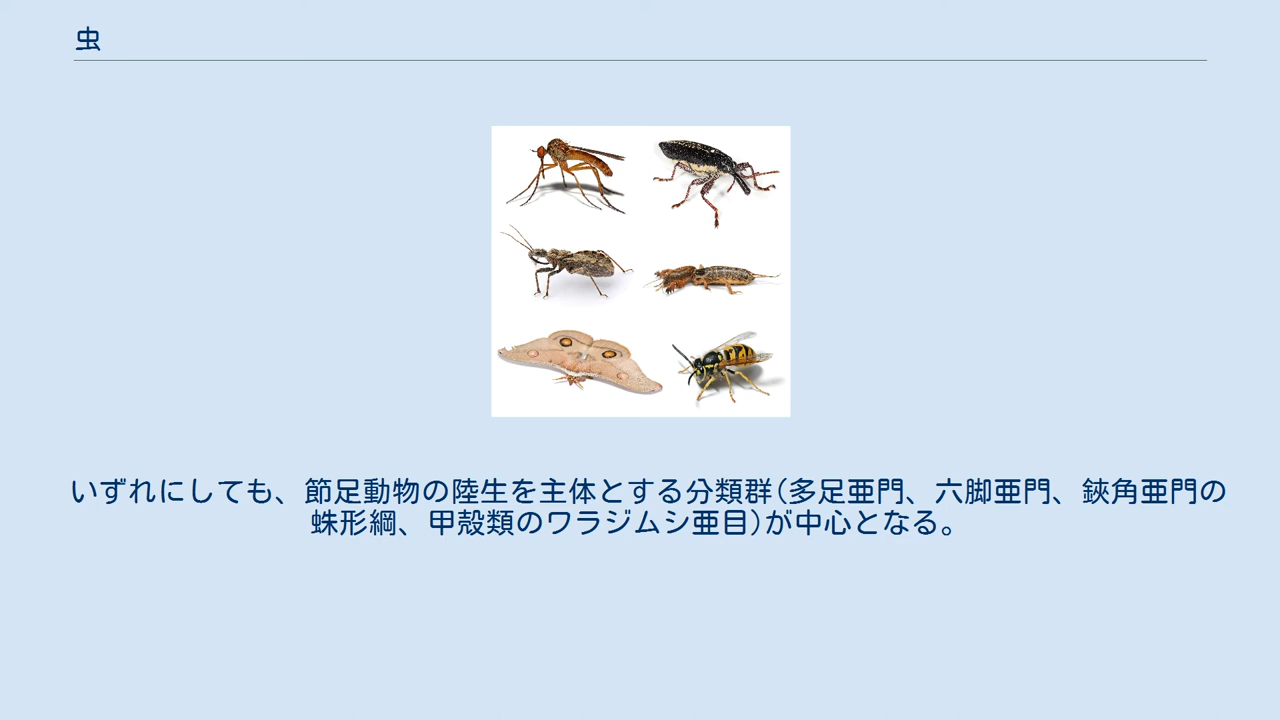 虫
いずれにしても、節足動物の陸生を主体とする分類群(多足亜門、六脚亜門、鋏角亜門の
蛛形綱、甲殻類のワラジムシ亜目)が中心となる。